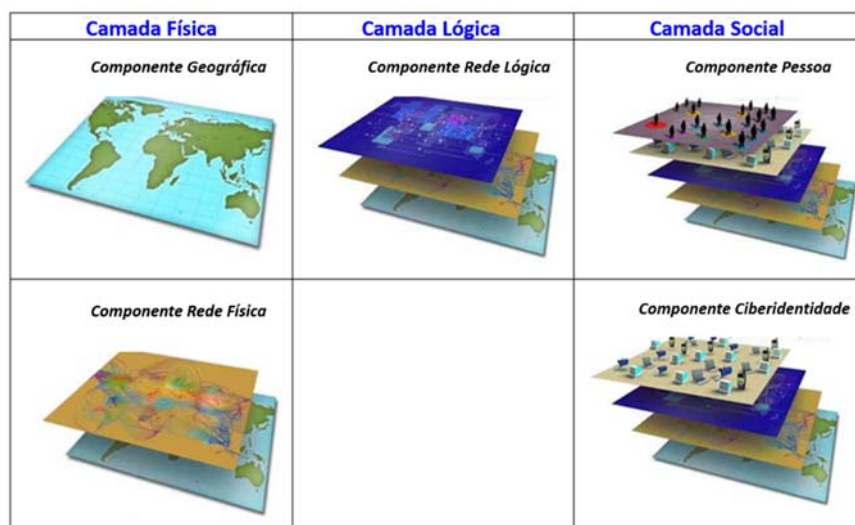 Camada Física
Camada Lógica
Camada Social
Componente Geográfica
Componente Rede Lógica
Componente Pessoa
Componente Rede Física
Componente Ciberidentidade